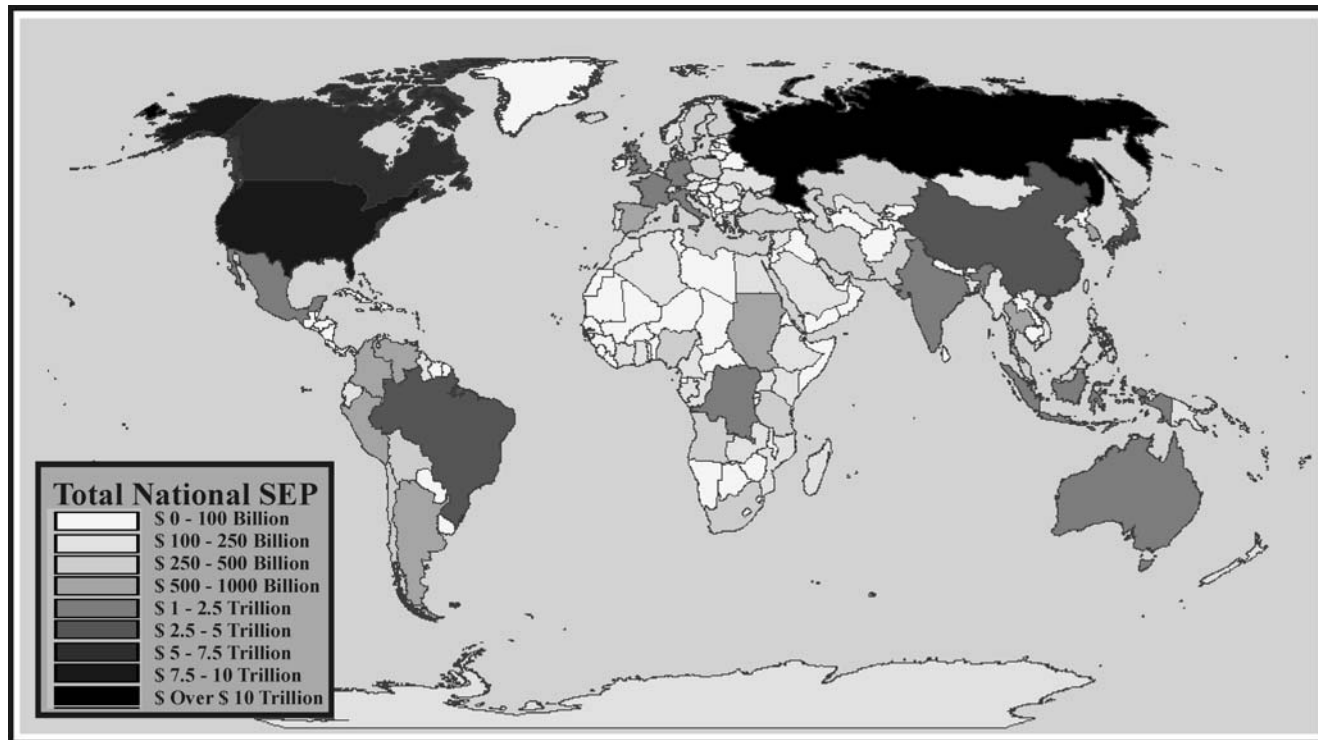 Total National SEP
$ 0 - 100 Billion
$ 100 - 250 Billion
$ 250 - 500 Billion
$ 500 - 1000 Billion
$ 1 - 2.5 Trillion
$ 2.5 - 5 Trillion
$ 5 - 7.5 Trillion
$ 7.5 - 10 Trillion
$ Over $ 10 Trillion